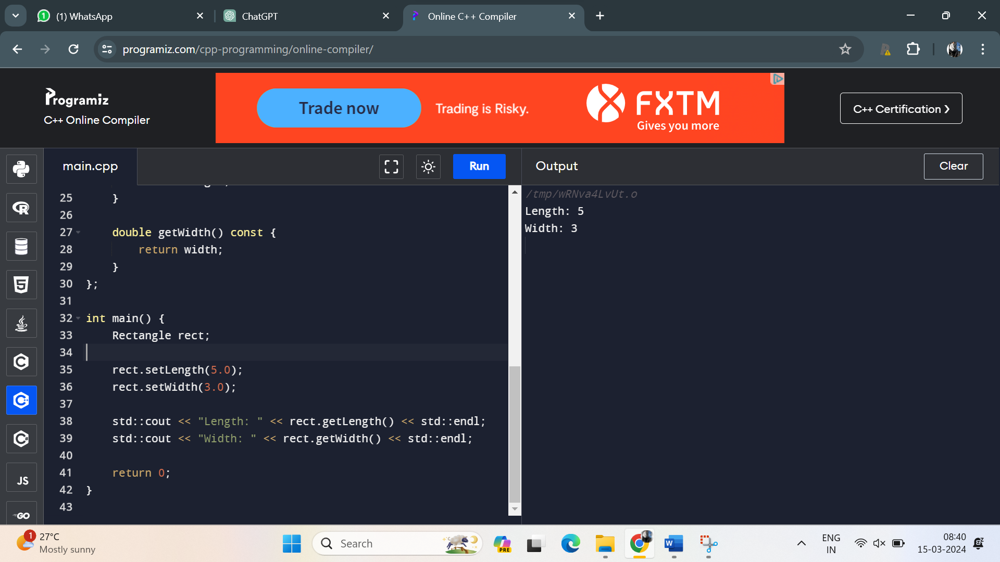 (1) WhatsApp
ChatGPT
Online C++ Compiler
programiz.com/cpp-programming/online-compiler/
Programiz
C++ Online Compiler
Trade now
Trading is Risky.
FXTM
Gives you more
C++ Certification ❯
main.cpp
Run
Output
Clear
25 }
26
27 double getWidth() const {
28 return width;
29 }
30 };
31
32 int main() {
33 Rectangle rect;
34
35 rect.setLength(5.0);
36 rect.setWidth(3.0);
37
38 std::cout << "Length: " << rect.getLength() << std::endl;
39 std::cout << "Width: " << rect.getWidth() << std::endl;
40
41 return 0;
42 }
43
/tmp/wRNva4LvUt.o
Length: 5
Width: 3
JS
GO
1
27°C
Mostly sunny
Search
PRE
W
ENG
IN
08:40
15-03-2024